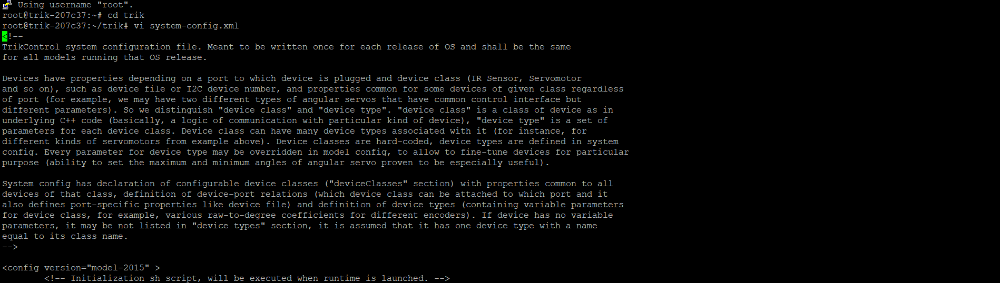 Using username "root".
root@trik-207c37:~# cd trik
root@trik-207c37:~/trik# vi system-config.xml
<!--
TrikControl system configuration file. Meant to be written once for each release of OS and shall be the same
for all models running that OS release.
Devices have properties depending on a port to which device is plugged and device class (IR Sensor, Servomotor
and so on), such as device file or I2C device number, and properties common for some devices of given class regardless
of port (for example, we may have two different types of angular servos that have common control interface but
different parameters). So we distinguish "device class" and "device type". "device class" is a class of device as in
underlying C++ code (basically, a logic of communication with particular kind of device), "device type" is a set of
parameters for each device class. Device class can have many device types associated with it (for instance, for
different kinds of servomotors from example above). Device classes are hard-coded, device types are defined in system
config. Every parameter for device type may be overridden in model config, to allow to fine-tune devices for particular
purpose (ability to set the maximum and minimum angles of angular servo proven to be especially useful).
System config has declaration of configurable device classes ("deviceClasses" section) with properties common to all
devices of that class, definition of device-port relations (which device class can be attached to which port and it
also defines port-specific properties like device file) and definition of device types (containing variable parameters
for device class, for example, various raw-to-degree coefficients for different encoders). If device has no variable
parameters, it may be not listed in "device types" section, it is assumed that it has one device type with a name
equal to its class name.
-->
<config version="model-2015" >
<!-- Initialization sh script, will be executed when runtime is launched. -->